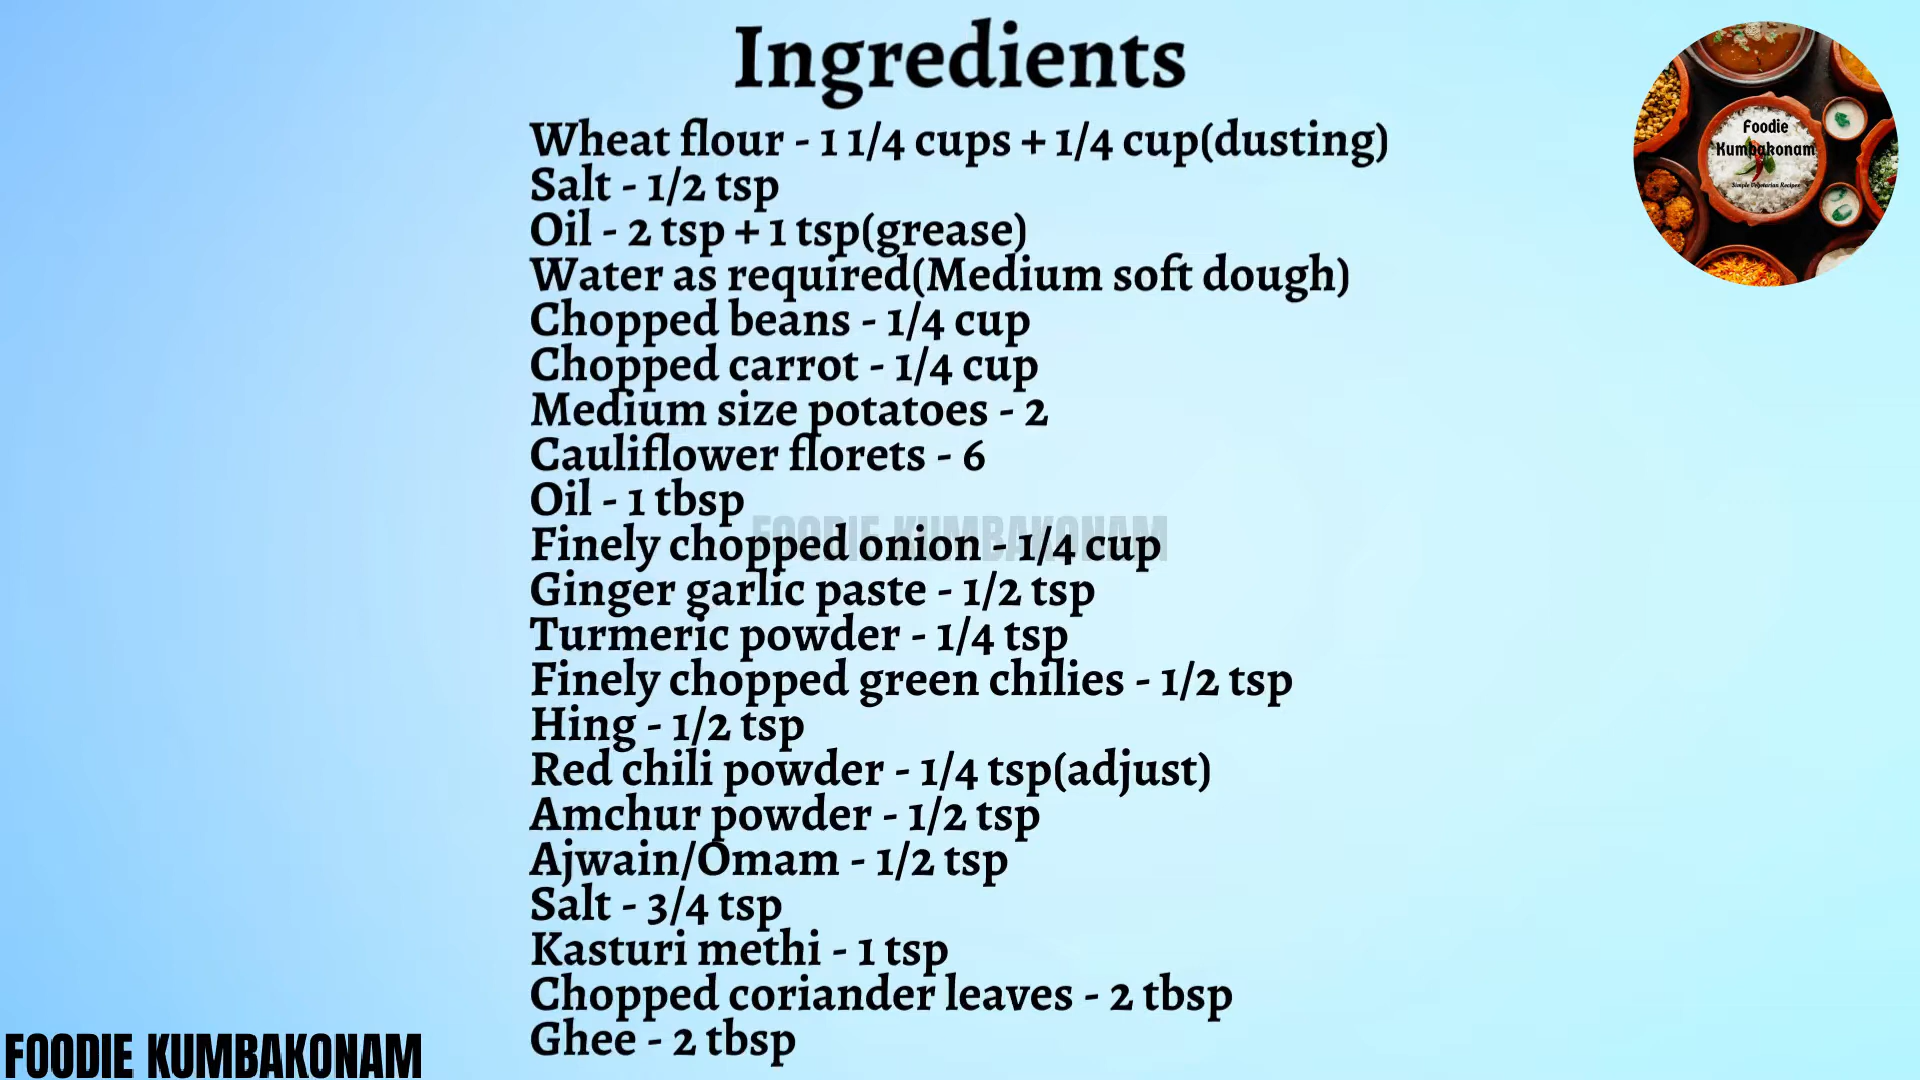 Ingredients
Wheat flour - 1 1/4 cups + 1/4 cup(dusting)
Salt - 1/2 tsp
Oil - 2 tsp + 1 tsp(grease)
Water as required(Medium soft dough)
Chopped beans - 1/4 cup
Chopped carrot - 1/4 cup
Medium size potatoes - 2
Cauliflower florets - 6
Oil - 1 tbsp
FOODIE KUMBAKONAM
Finely chopped onion - 1/4 cup
Ginger garlic paste - 1/2 tsp
Turmeric powder - 1/4 tsp
Finely chopped green chilies - 1/2 tsp
Hing - 1/2 tsp
Red chili powder - 1/4 tsp(adjust)
Amchur powder - 1/2 tsp
Ajwain/Omam - 1/2 tsp
Salt - 3/4 tsp
Kasturi methi - 1 tsp
Chopped coriander leaves - 2 tbsp
Ghee - 2 tbsp
Foodie
Kumbakonam
Simple Vegetarian Recipes
FOODIE KUMBAKONAM